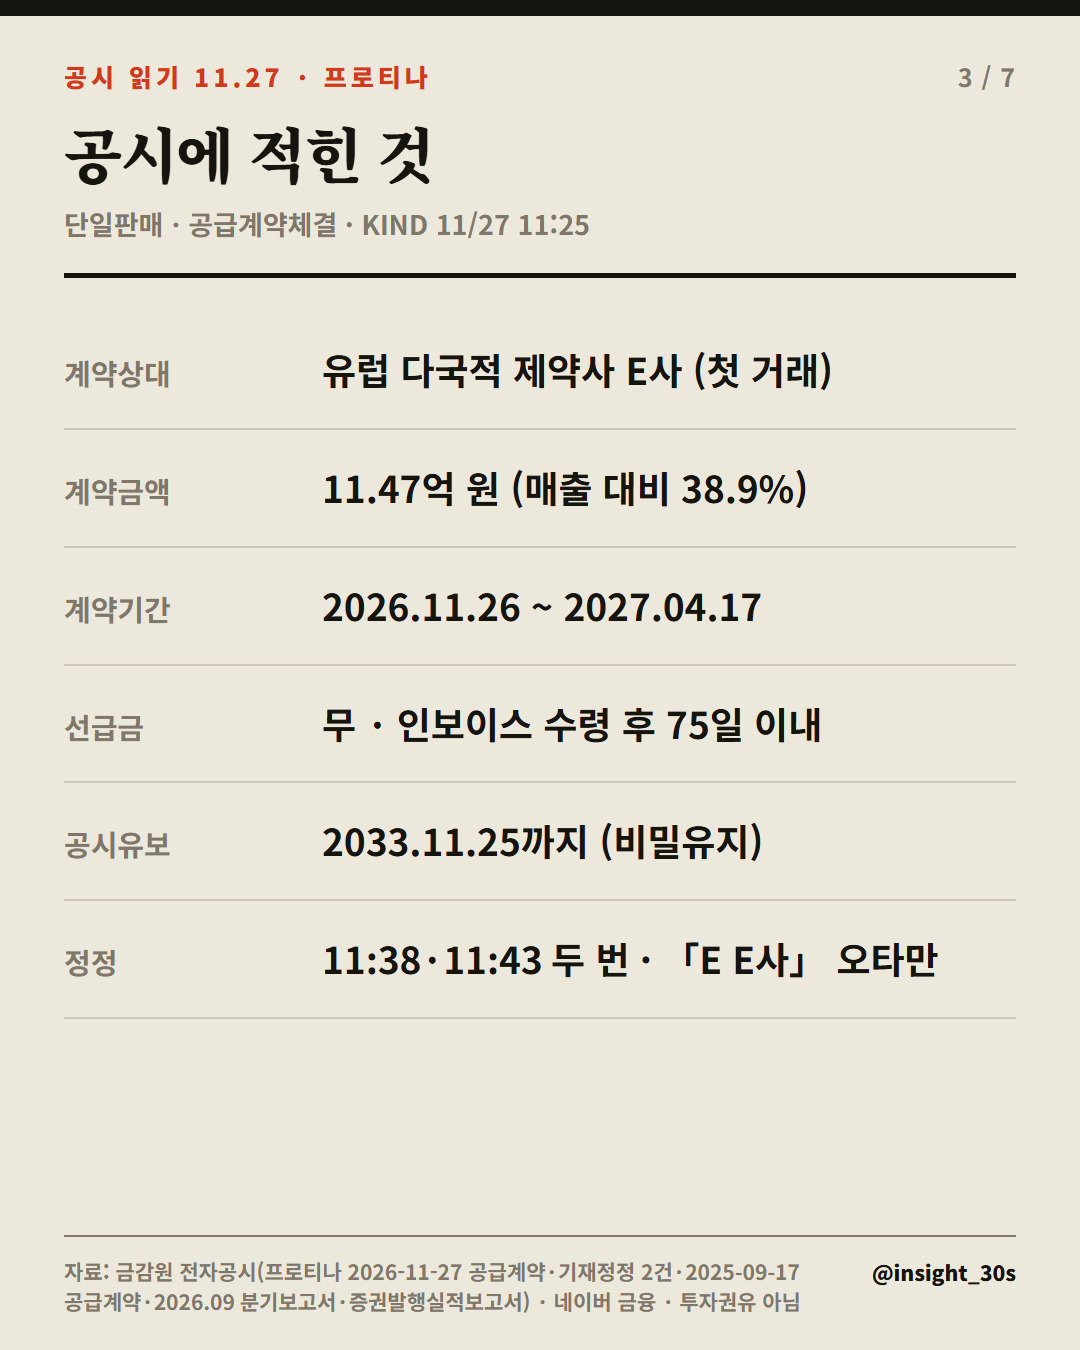 공시 읽기 11.27 · 프로티나
3 / 7
공시에 적힌 것
단일판매 · 공급계약체결 · KIND 11/27 11:25
계약상대 유럽 다국적 제약사 E사 (첫 거래)
계약금액 11.47억 원 (매출 대비 38.9%)
계약기간 2026.11.26 ~ 2027.04.17
선급금 무 · 인보이스 수령 후 75일 이내
공시유보 2033.11.25까지 (비밀유지)
정정 11:38·11:43 두 번 · 「E E사」 오타만
자료: 금감원 전자공시(프로티나 2026-11-27 공급계약·기재정정 2건·2025-09-17
공급계약·2026.09 분기보고서·증권발행실적보고서) · 네이버 금융 · 투자권유 아님
@insight_30s